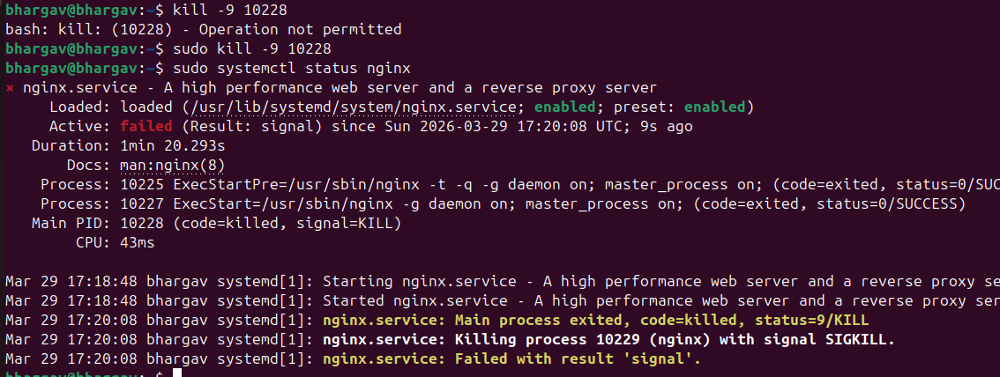 bhargav@bhargav:~$ kill -9 10228
bash: kill: (10228) - Operation not permitted
bhargav@bhargav:~$ sudo kill -9 10228
bhargav@bhargav:~$ sudo systemctl status nginx
× nginx.service - A high performance web server and a reverse proxy server
Loaded: loaded (/usr/lib/systemd/system/nginx.service; enabled; preset: enabled)
Active: failed (Result: signal) since Sun 2026-03-29 17:20:08 UTC; 9s ago
Duration: 1min 20.293s
Docs: man:nginx(8)
Process: 10225 ExecStartPre=/usr/sbin/nginx -t -q -g daemon on; master_process on; (code=exited, status=0/SUC
Process: 10227 ExecStart=/usr/sbin/nginx -g daemon on; master_process on; (code=exited, status=0/SUCCESS)
Main PID: 10228 (code=killed, signal=KILL)
CPU: 43ms
Mar 29 17:18:48 bhargav systemd[1]: Starting nginx.service - A high performance web server and a reverse proxy se
Mar 29 17:18:48 bhargav systemd[1]: Started nginx.service - A high performance web server and a reverse proxy ser
Mar 29 17:20:08 bhargav systemd[1]: nginx.service: Main process exited, code=killed, status=9/KILL
Mar 29 17:20:08 bhargav systemd[1]: nginx.service: Killing process 10229 (nginx) with signal SIGKILL.
Mar 29 17:20:08 bhargav systemd[1]: nginx.service: Failed with result 'signal'.